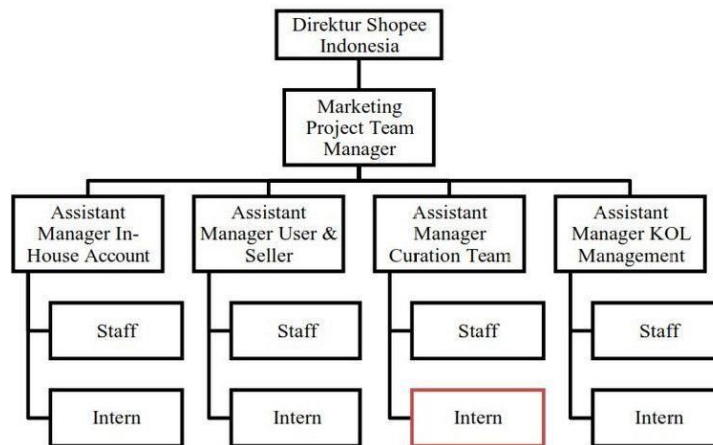 Direktur Shopee
Indonesia
Marketing
Project Team
Manager
Assistant
Manager In-
House Account
Assistant
Manager User &
Seller
Assistant
Manager
Curation Team
Assistant
Manager KOL
Management
Staff
Staff
Staff
Staff
Intern
Intern
Intern
Intern